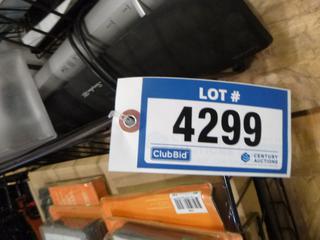 LOT #
4299
ClubBid
CENTURY
AUCTIONS